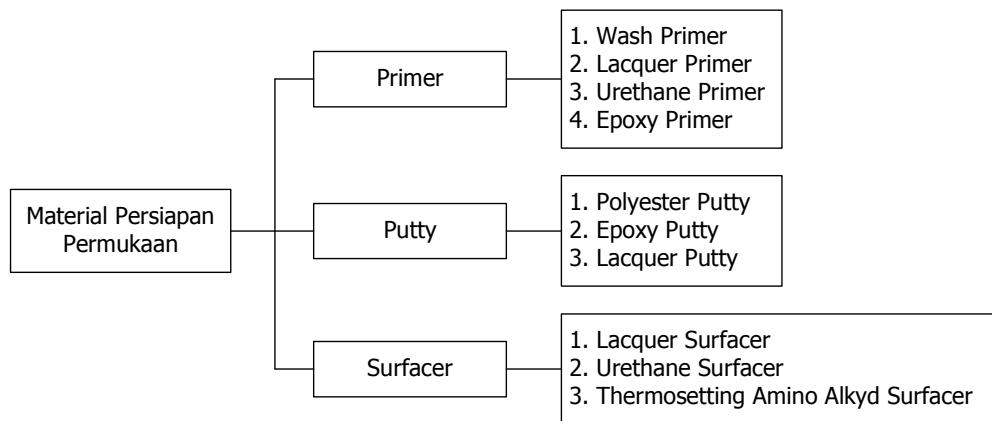 Material Persiapan
Permukaan
Primer
1. Wash Primer
2. Lacquer Primer
3. Urethane Primer
4. Epoxy Primer
Putty
1. Polyester Putty
2. Epoxy Putty
3. Lacquer Putty
Surfacer
1. Lacquer Surfacer
2. Urethane Surfacer
3. Thermosetting Amino Alkyd Surfacer